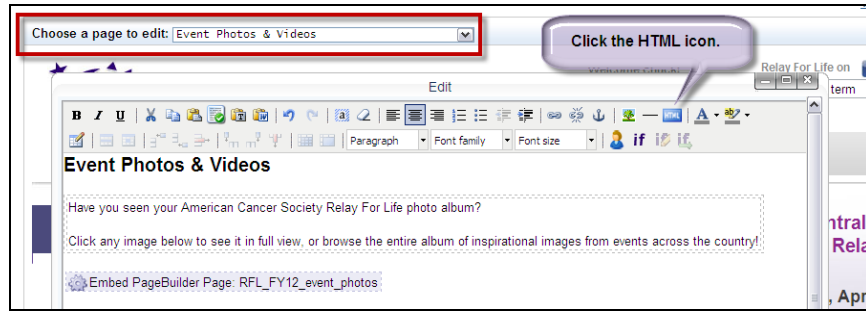 Choose a page to edit: Event Photos & Videos
Click the HTML icon.
Relay For Life on
Edit
term
B I U
HTML A
Paragraph Font family Font size if if if
Event Photos & Videos
Have you seen your American Cancer Society Relay For Life photo album?
Click any image below to see it in full view, or browse the entire album of inspirational images from events across the country!
ntral
Rela
Embed PageBuilder Page: RFL_FY12_event_photos
, Apr